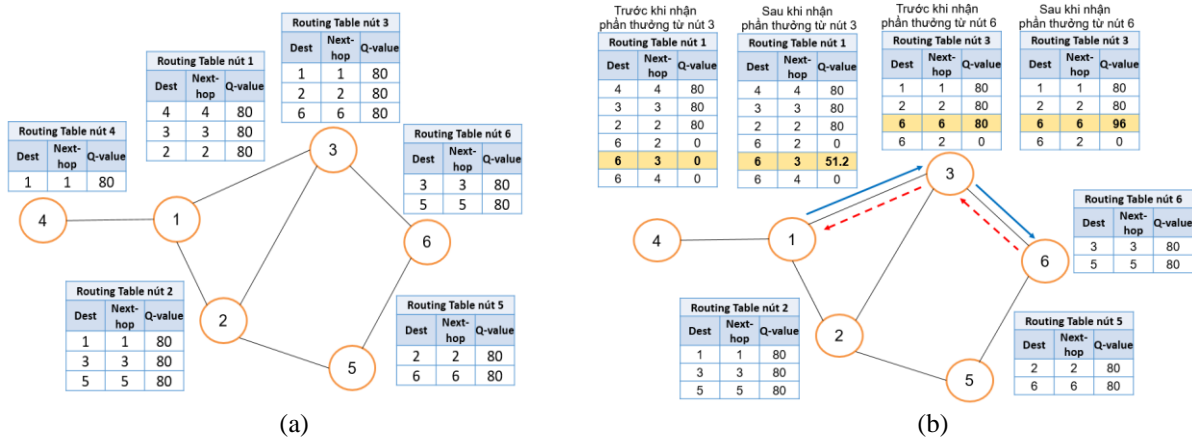 Routing Table nút 3
Dest Next-hop Q-value
1 1 80
2 2 80
6 6 80
Routing Table nút 1
Dest Next-hop Q-value
4 4 80
3 3 80
2 2 80
Routing Table nút 4
Dest Next-hop Q-value
1 1 80
Routing Table nút 6
Dest Next-hop Q-value
3 3 80
5 5 80
3
4
1
6
2
5
Routing Table nút 2
Dest Next-hop Q-value
1 1 80
3 3 80
5 5 80
Routing Table nút 5
Dest Next-hop Q-value
2 2 80
6 6 80
(a)
Trước khi nhận
phần thưởng từ nút 3
Routing Table nút 1
Dest Next-hop Q-value
4 4 80
3 3 80
2 2 80
6 2 0
6 3 0
6 4 0
Sau khi nhận
phần thưởng từ nút 3
Routing Table nút 1
Dest Next-hop Q-value
4 4 80
3 3 80
2 2 80
6 2 0
6 3 51.2
6 4 0
Trước khi nhận
phần thưởng từ nút 6
Routing Table nút 3
Dest Next-hop Q-value
1 1 80
2 2 80
6 6 80
6 2 0
Sau khi nhận
phần thưởng từ nút 6
Routing Table nút 3
Dest Next-hop Q-value
1 1 80
2 2 80
6 6 96
6 2 0
3
4
1
6
2
5
Routing Table nút 6
Dest Next-hop Q-value
3 3 80
5 5 80
Routing Table nút 2
Dest Next-hop Q-value
1 1 80
3 3 80
5 5 80
Routing Table nút 5
Dest Next-hop Q-value
2 2 80
6 6 80
(b)